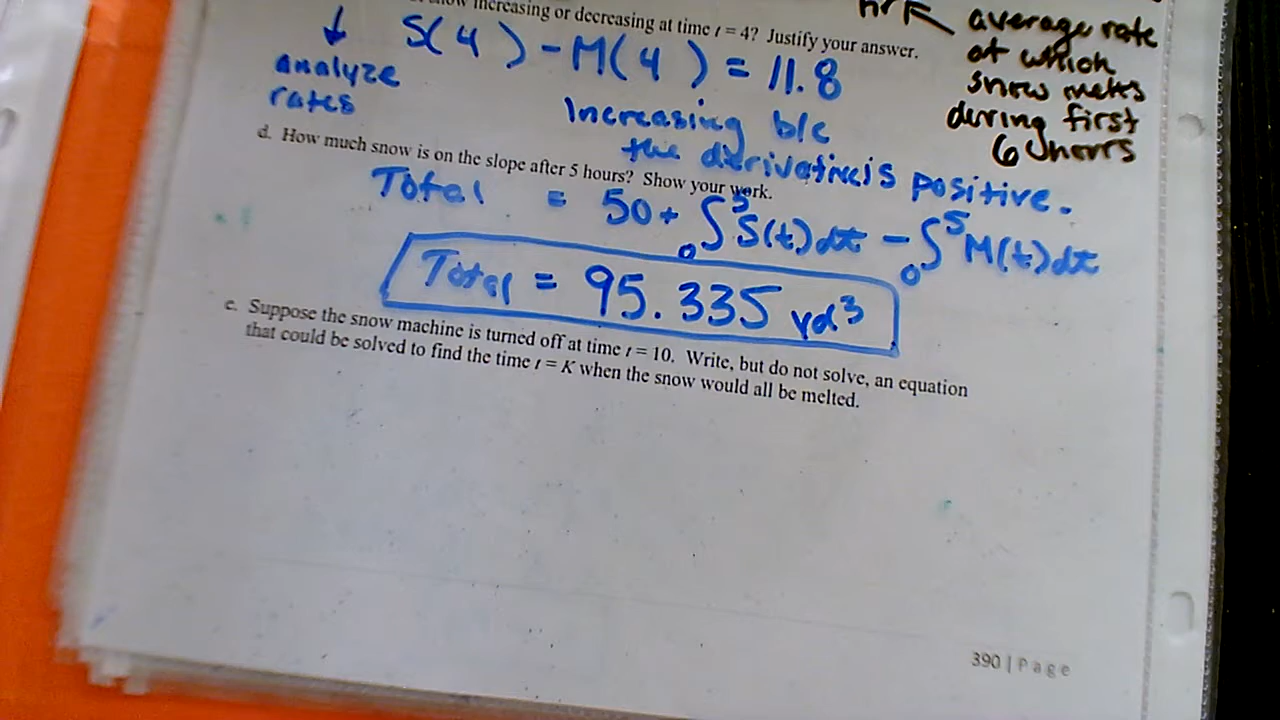 increasing or decreasing at time t = 4? Justify your answer.
S(4) - M(4) = 11.8
analyze
rates
Increasing b/c
the derivative is positive.
average rate
at which
snow melts
during first
6 hours
d. How much snow is on the slope after 5 hours? Show your work.
Total = 50 + ∫₀⁵ S(t)dt - ∫₀⁵ M(t)dt
Total = 95.335 yd³
e. Suppose the snow machine is turned off at time t = 10. Write, but do not solve, an equation
that could be solved to find the time t = K when the snow would all be melted.
390 | Page